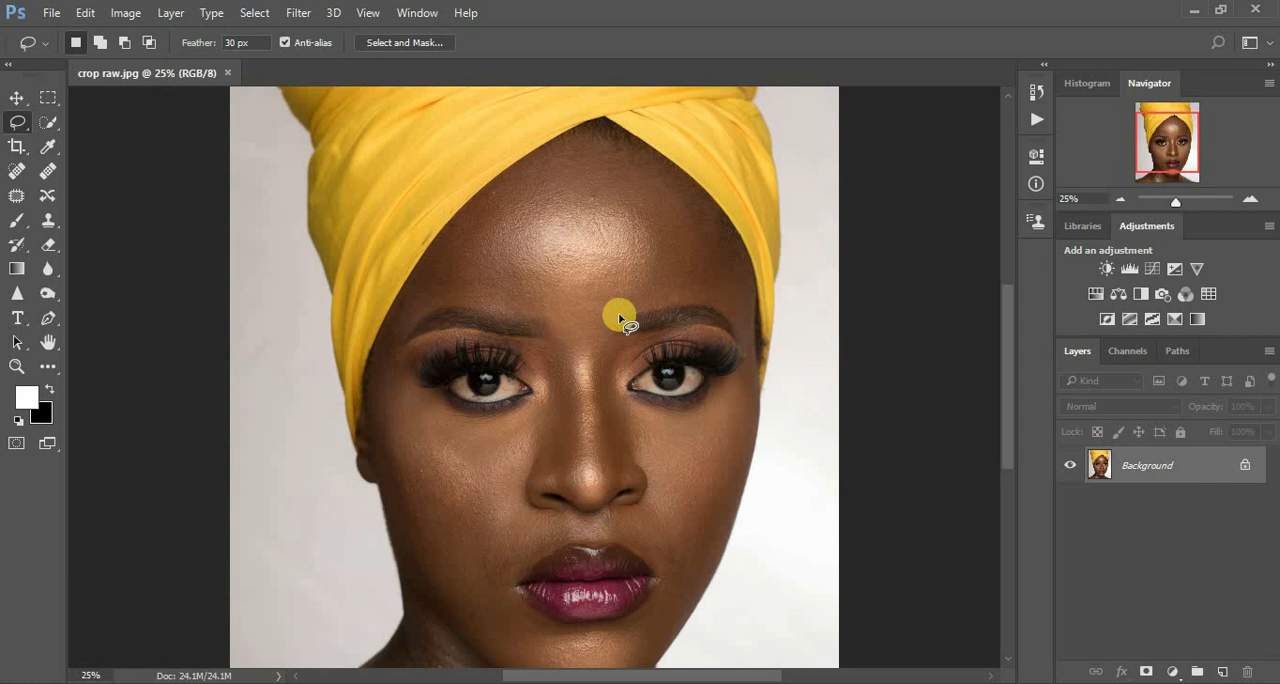 Ps File Edit Image Layer Type Select Filter 3D View Window Help
Feather: 30 px Anti-alias Select and Mask...
crop raw.jpg @ 25% (RGB/8) ×
Histogram Navigator
25%
Libraries Adjustments
Add an adjustment
Layers Channels Paths
Kind
Normal Opacity: 100%
Lock: Fill: 100%
Background
25% Doc: 24.1M/24.1M